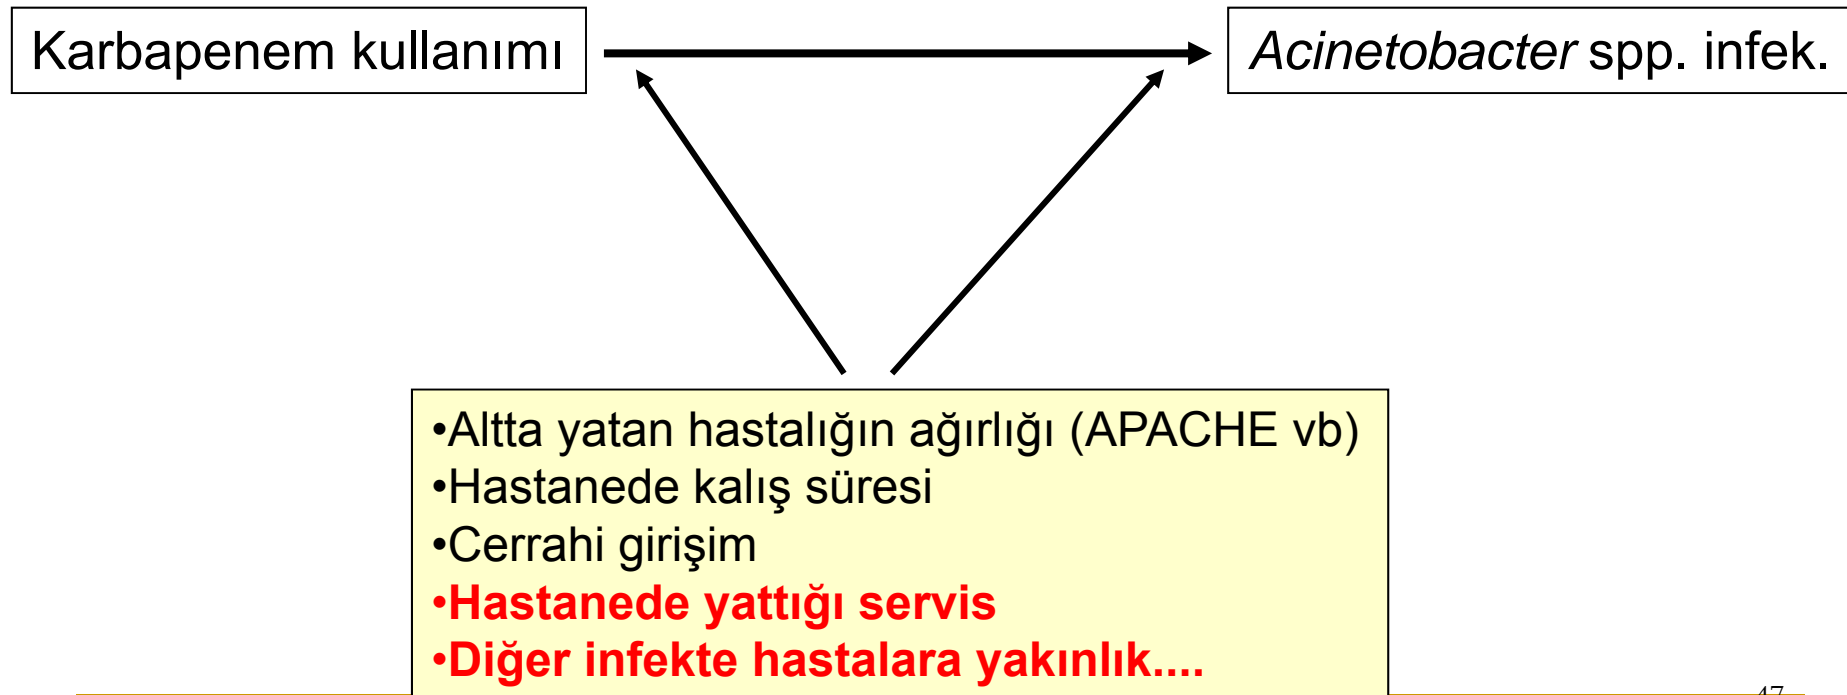 Karbapenem kullanımı
Acinetobacter spp. infek.
•Altta yatan hastalığın ağırlığı (APACHE vb)
•Hastanede kalış süresi
•Cerrahi girişim
•Hastanede yattığı servis
•Diğer infekte hastalara yakınlık....
47